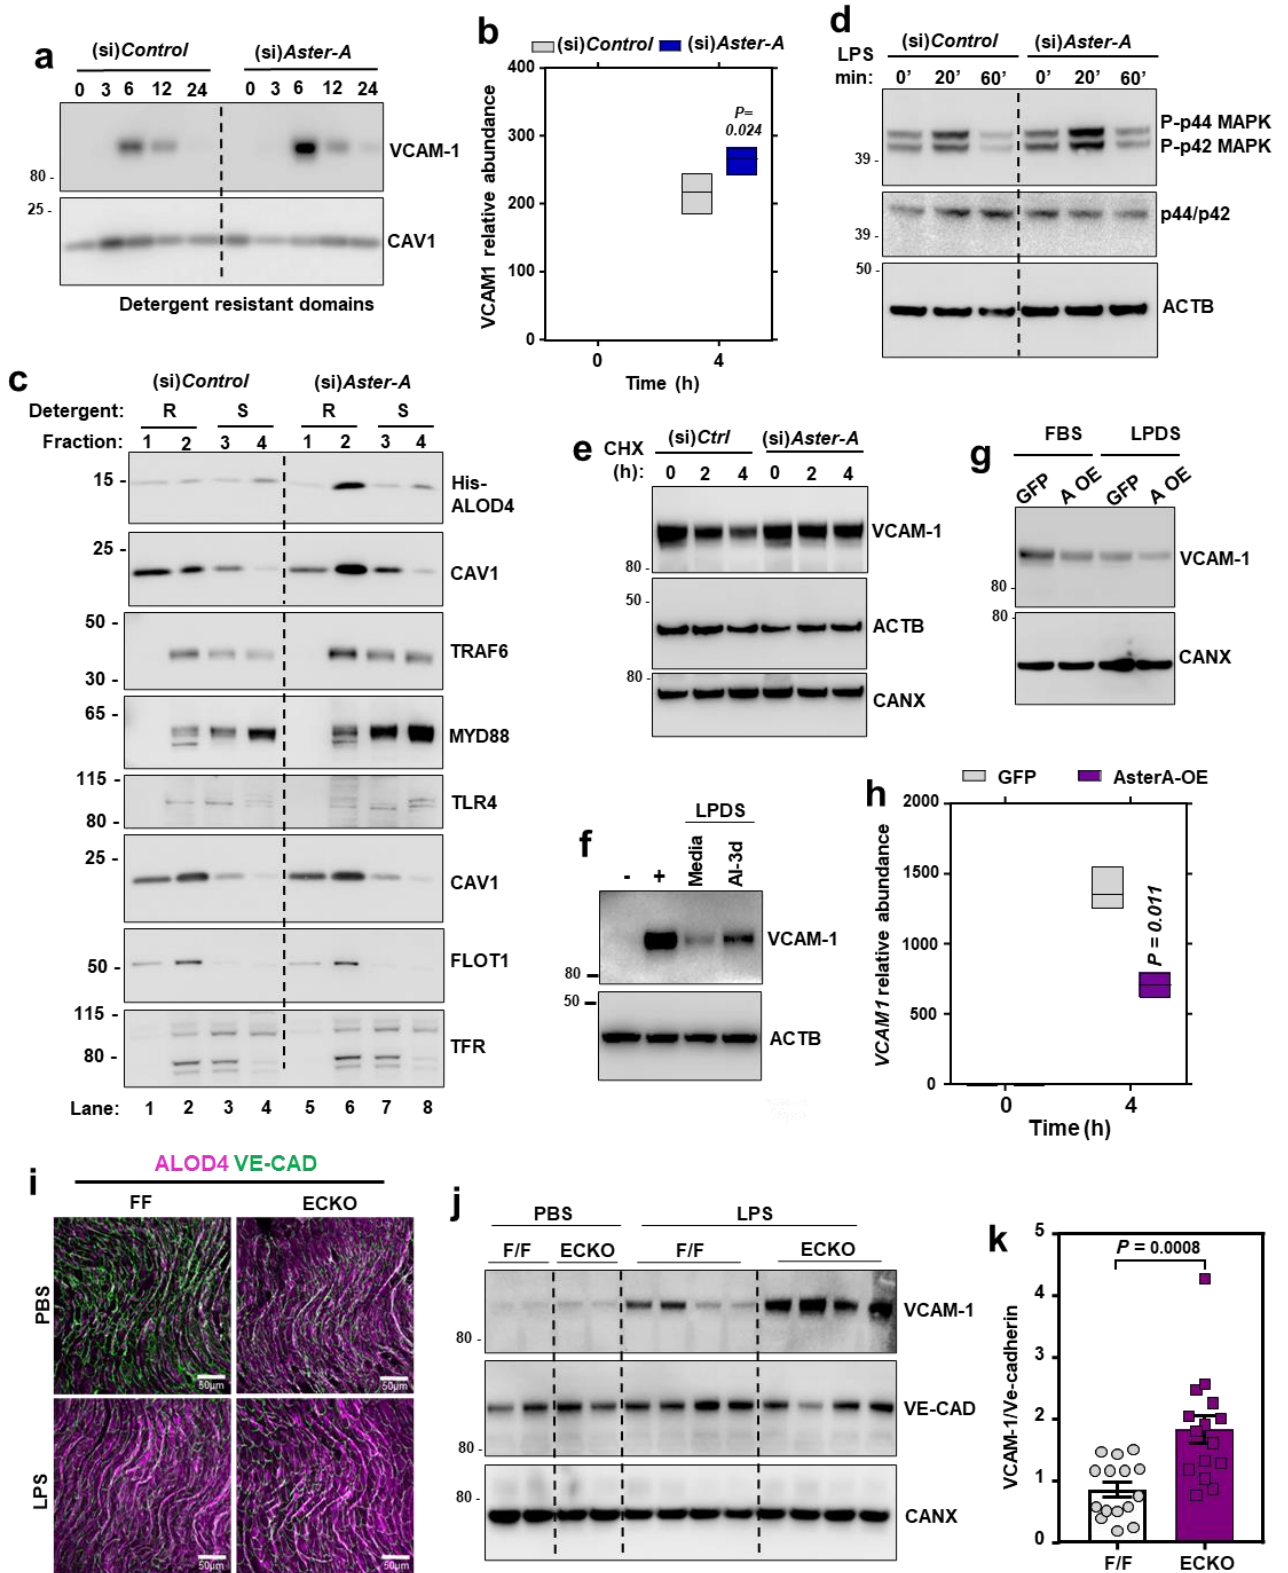 a
(si)Control (si)Aster-A
0 3 6 12 24 0 3 6 12 24
VCAM-1
80 -
25 -
CAV1
Detergent resistant domains
b
(si)Control (si)Aster-A
VCAM1 relative abundance
400
300
200
100
0
P=
0.024
0 4
Time (h)
c
(si)Control (si)Aster-A
Detergent: R S R S
Fraction: 1 2 3 4 1 2 3 4
15 -
His-
ALOD4
25 -
CAV1
50 -
TRAF6
30 -
65 -
MYD88
115 -
TLR4
80 -
25 -
CAV1
50 -
FLOT1
115 -
TFR
80 -
Lane: 1 2 3 4 5 6 7 8
d
(si)Control (si)Aster-A
LPS
min: 0’ 20’ 60’ 0’ 20’ 60’
P-p44 MAPK
P-p42 MAPK
39 -
p44/p42
39 -
50 -
ACTB
e
(si)Ctrl (si)Aster-A
CHX
(h): 0 2 4 0 2 4
VCAM-1
80 -
50 -
ACTB
80 -
CANX
f
LPDS
- + Media AI-3d
VCAM-1
80
50
ACTB
g
FBS LPDS
GFP A OE GFP A OE
VCAM-1
80 -
80 -
CANX
h
GFP AsterA-OE
VCAM1 relative abundance
2000
1500
1000
500
0
P = 0.011
0 4
Time (h)
i
ALOD4 VE-CAD
FF ECKO
PBS
50µm 50µm
LPS
50µm 50µm
j
PBS LPS
F/F ECKO F/F ECKO
VCAM-1
80 -
VE-CAD
80 -
80 -
CANX
k
VCAM-1/Ve-cadherin
5
4
3
2
1
0
P = 0.0008
F/F ECKO